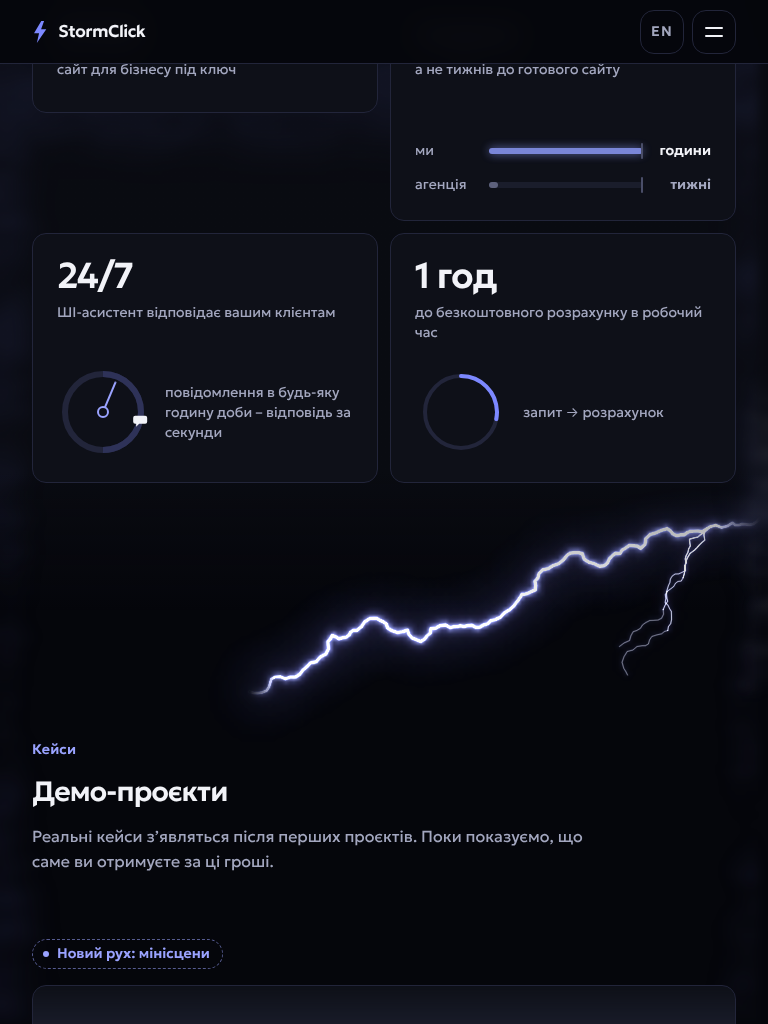 StormClick
EN
сайт для бізнесу під ключ
а не тижнів до готового сайту
ми
години
агенція
тижні
24/7
ШІ-асистент відповідає вашим клієнтам
повідомлення в будь-яку
годину доби – відповідь за
секунди
1 год
до безкоштовного розрахунку в робочий
час
запит → розрахунок
Кейси
Демо-проєкти
Реальні кейси з’являться після перших проєктів. Поки показуємо, що
саме ви отримуєте за ці гроші.
Новий рух: мінісцени